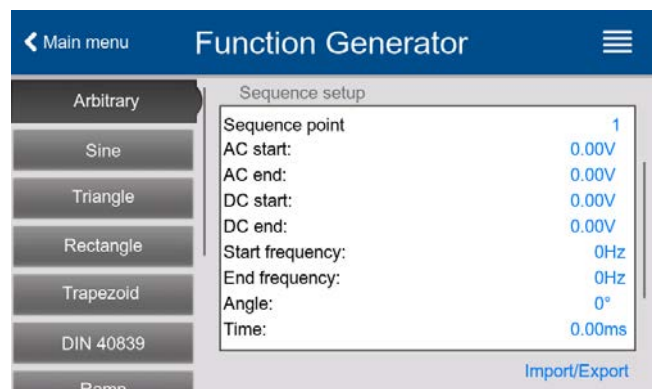 Main menu
Function Generator
Arbitrary
Sine
Triangle
Rectangle
Trapezoid
DIN 40839
Ramp
Sequence setup
Sequence point 1
AC start: 0.00V
AC end: 0.00V
DC start: 0.00V
DC end: 0.00V
Start frequency: 0Hz
End frequency: 0Hz
Angle: 0°
Time: 0.00ms
Import/Export